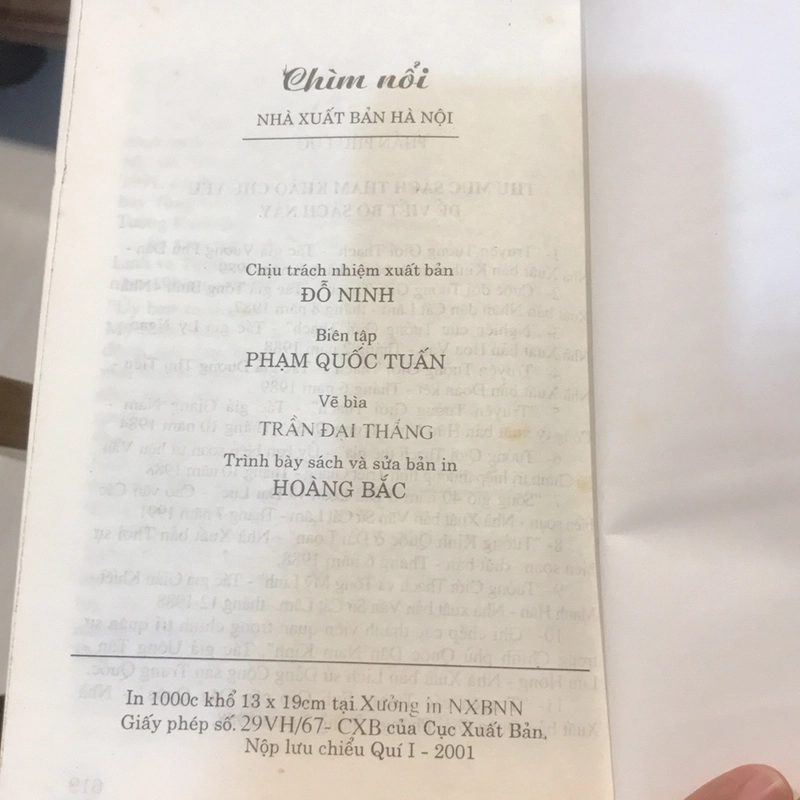 Chìm nổi
NHÀ XUẤT BẢN HÀ NỘI
Chịu trách nhiệm xuất bản
ĐỖ NINH
Biên tập
PHẠM QUỐC TUẤN
Vẽ bìa
TRẦN ĐẠI THẮNG
Trình bày sách và sửa bản in
HOÀNG BẮC
In 1000c khổ 13 x 19cm tại Xưởng in NXBNN
Giấy phép số. 29VH/67- CXB của Cục Xuất Bản.
Nộp lưu chiểu Quí I - 2001